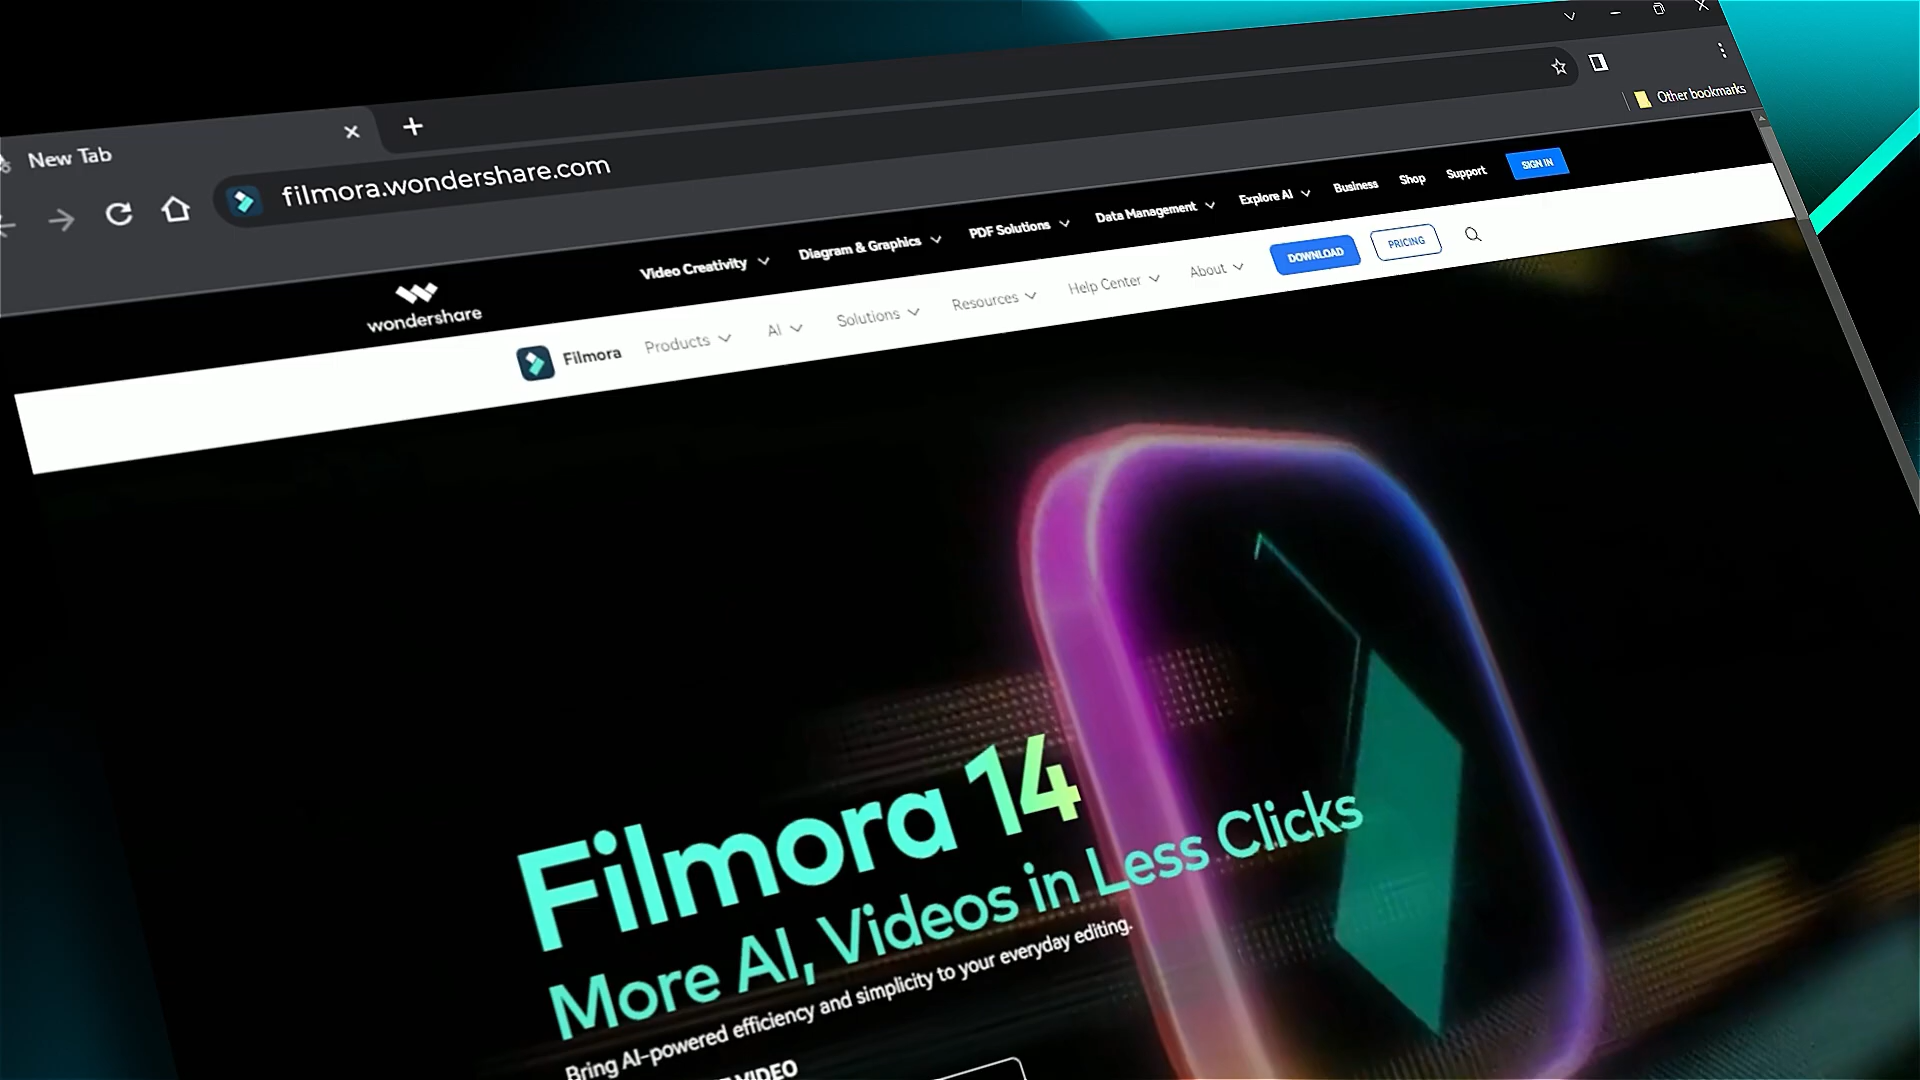 New Tab
filmora.wondershare.com
Other bookmarks
wondershare
Video Creativity
Diagram & Graphics
PDF Solutions
Data Management
Explore AI
Business
Shop
Support
SIGN IN
Filmora
Products
AI
Solutions
Resources
Help Center
About
DOWNLOAD
PRICING
Filmora 14
More AI, Videos in Less Clicks
Bring AI-powered efficiency and simplicity to your everyday editing.
VIDEO